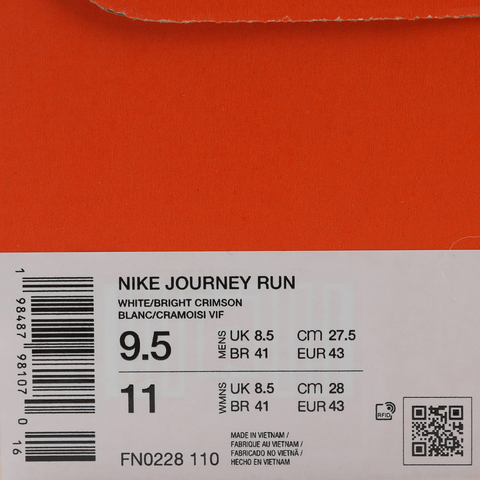 NIKE JOURNEY RUN
WHITE/BRIGHT CRIMSON
BLANC/CRAMOISI VIF
9.5 MENS UK 8.5 CM 27.5
BR 41 EUR 43
11 WMNS UK 8.5 CM 28
BR 41 EUR 43
RFID
MADE IN VIETNAM /
FABRIQUE AU VIETNAM /
FABRICADO NO VIETNÃ /
HECHO EN VIETNAM
FN0228 110
1 98487 98107 0 16